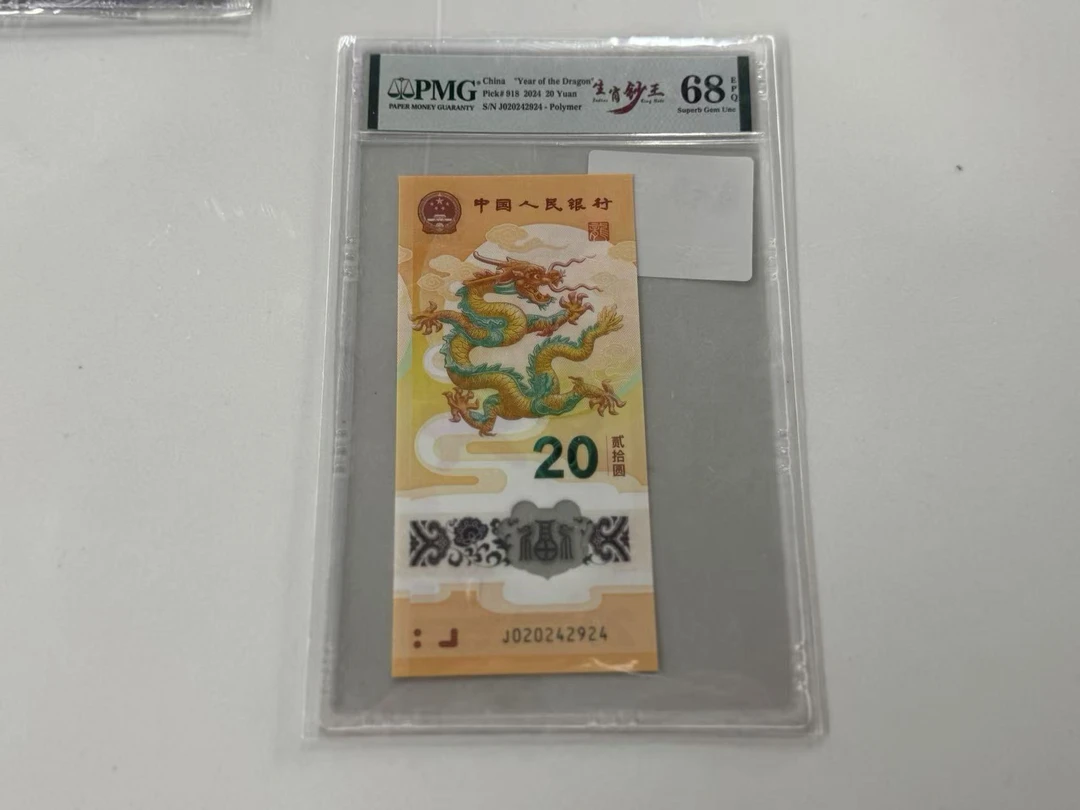 PMG
PAPER MONEY GUARANTY
China "Year of the Dragon"
Pick# 918 2024 20 Yuan
S/N J020242924 - Polymer
生肖钞王
68 EPQ
Superb Gem Unc
中国人民银行
20
贰拾圆
福
J020242924